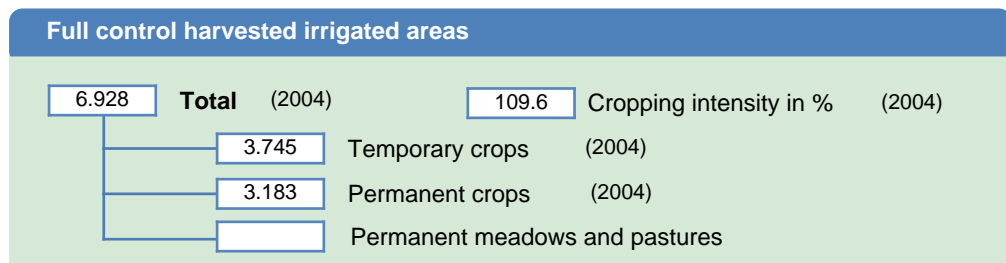 Full control harvested irrigated areas
6.928 Total (2004) 109.6 Cropping intensity in % (2004)
3.745 Temporary crops (2004)
3.183 Permanent crops (2004)
Permanent meadows and pastures